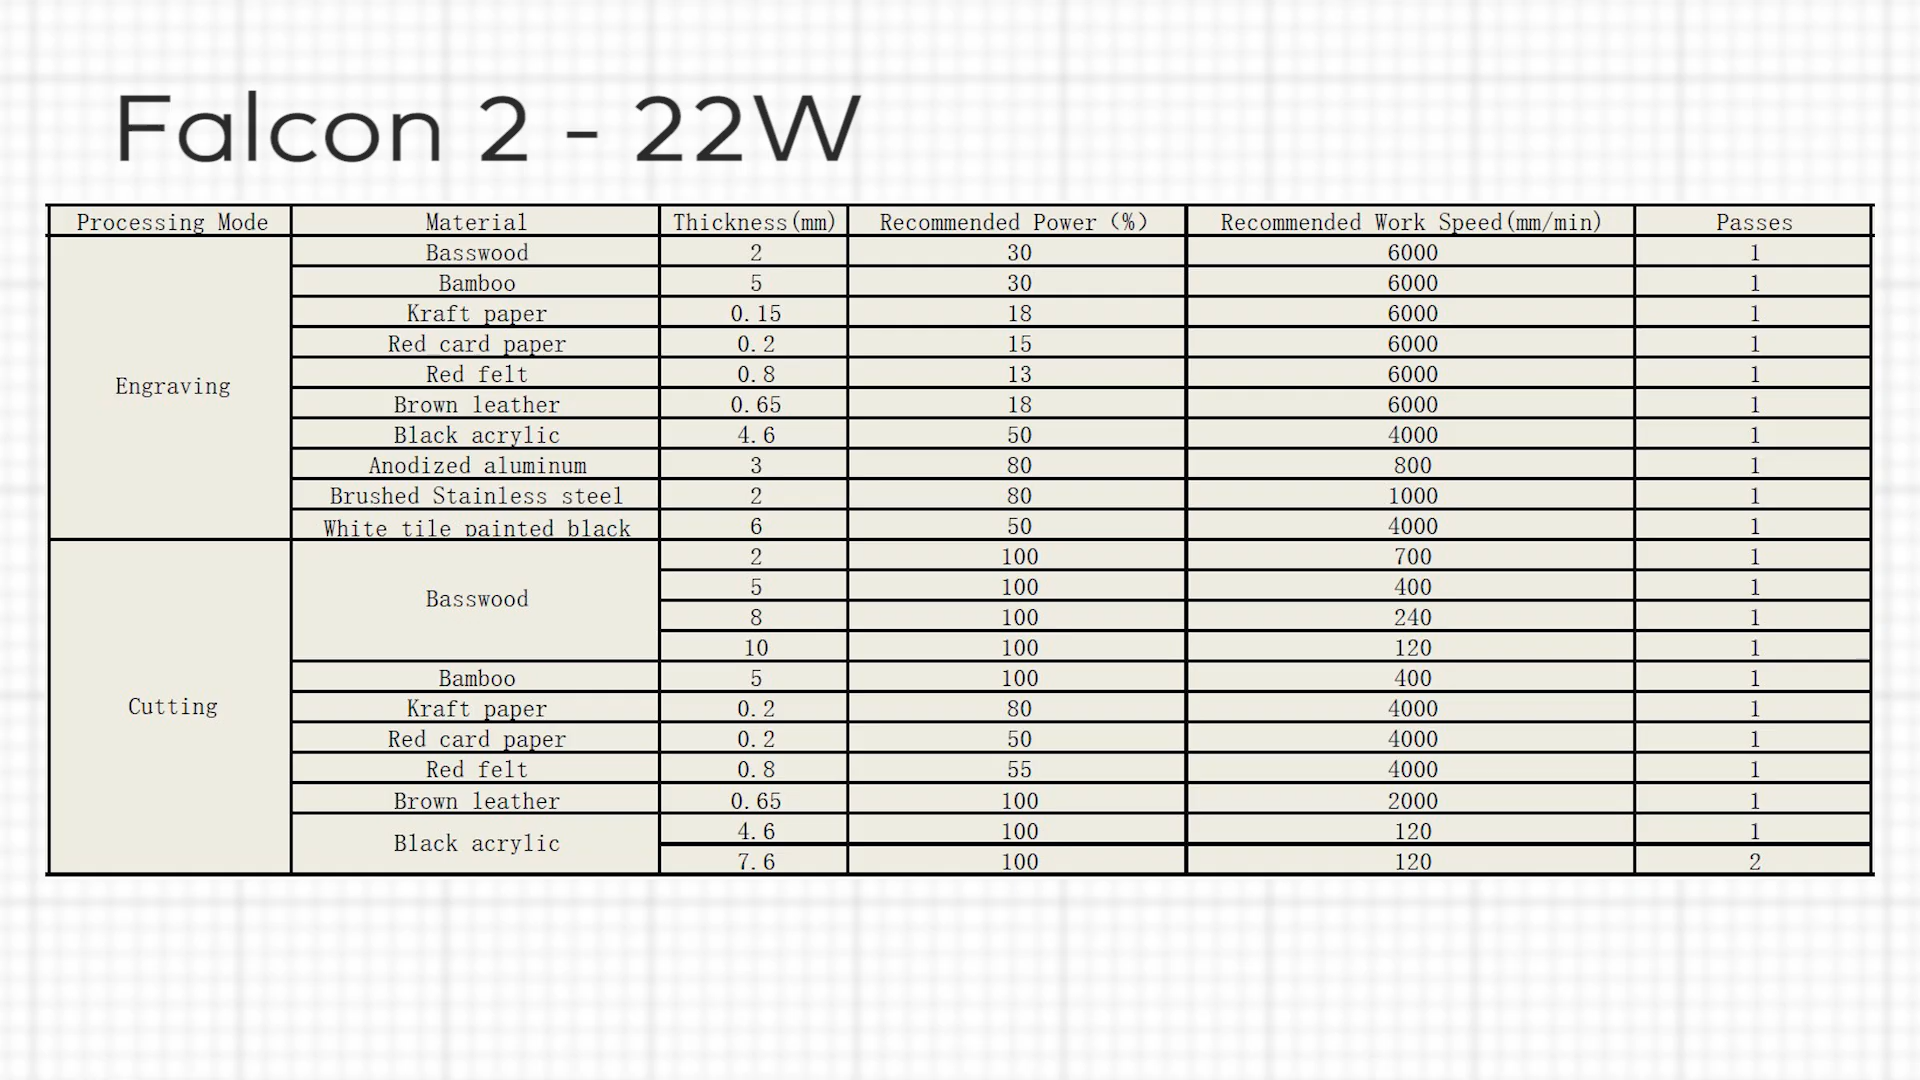 Falcon 2 - 22W
Processing Mode Material Thickness(mm) Recommended Power (%) Recommended Work Speed(mm/min) Passes
Engraving
Basswood 2 30 6000 1
Bamboo 5 30 6000 1
Kraft paper 0.15 18 6000 1
Red card paper 0.2 15 6000 1
Red felt 0.8 13 6000 1
Brown leather 0.65 18 6000 1
Black acrylic 4.6 50 4000 1
Anodized aluminum 3 80 800 1
Brushed Stainless steel 2 80 1000 1
White tile painted black 6 50 4000 1
Cutting
Basswood
2 100 700 1
5 100 400 1
8 100 240 1
10 100 120 1
Bamboo 5 100 400 1
Kraft paper 0.2 80 4000 1
Red card paper 0.2 50 4000 1
Red felt 0.8 55 4000 1
Brown leather 0.65 100 2000 1
Black acrylic
4.6 100 120 1
7.6 100 120 2